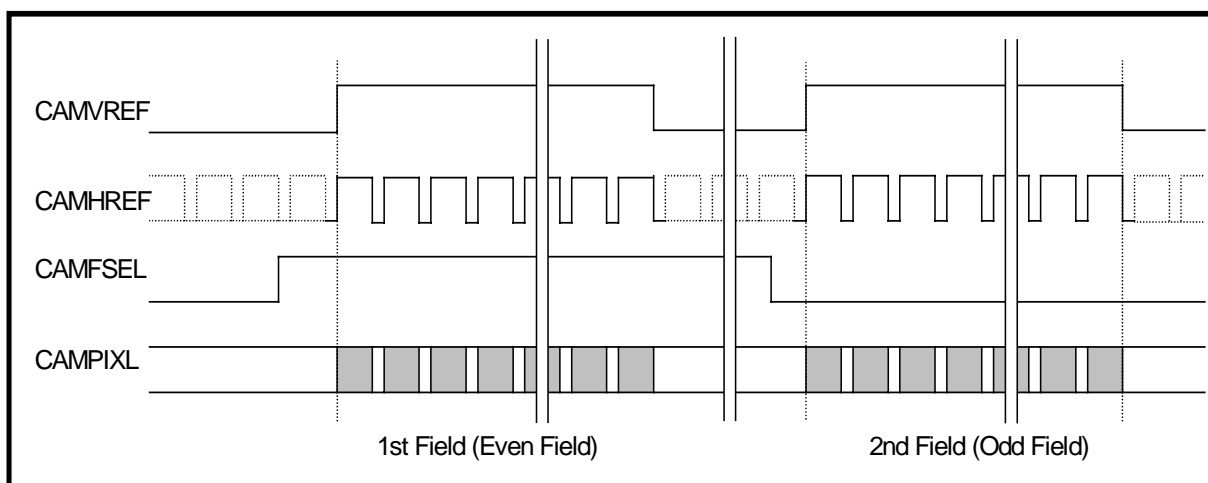 CAMVREF
CAMHREF
CAMFSEL
CAMPIXL
1st Field (Even Field)
2nd Field (Odd Field)